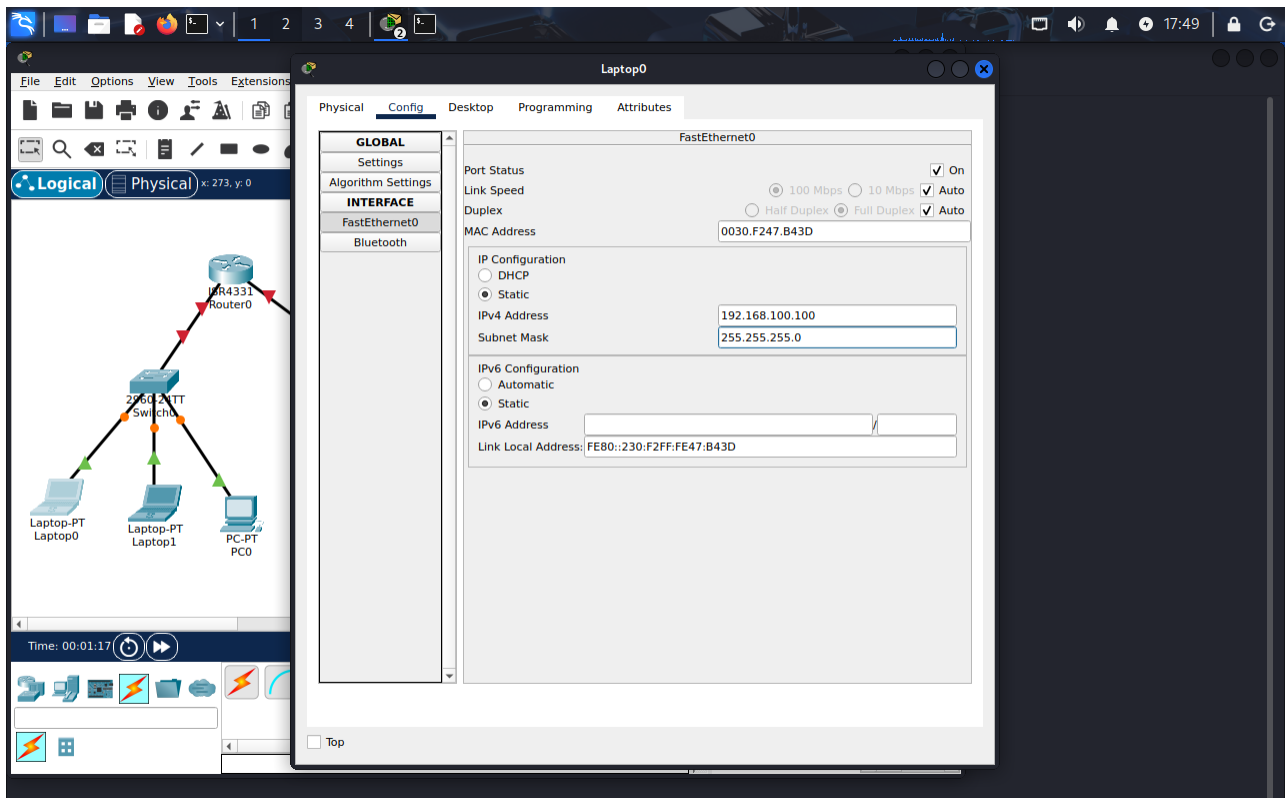 1 2 3 4 2 17:49
Laptop0
File Edit Options View Tools Extensions
Physical Config Desktop Programming Attributes
GLOBAL
Settings
Algorithm Settings
INTERFACE
FastEthernet0
Bluetooth
FastEthernet0
Port Status On
Link Speed 100 Mbps 10 Mbps Auto
Duplex Half Duplex Full Duplex Auto
MAC Address 0030.F247.B43D
IP Configuration
DHCP
Static
IPv4 Address 192.168.100.100
Subnet Mask 255.255.255.0
IPv6 Configuration
Automatic
Static
IPv6 Address /
Link Local Address: FE80::230:F2FF:FE47:B43D
Top
Logical Physical x: 273, y: 0
ISR4331
Router0
2960-24TT
Switch0
Laptop-PT
Laptop0
Laptop-PT
Laptop1
PC-PT
PC0
Time: 00:01:17